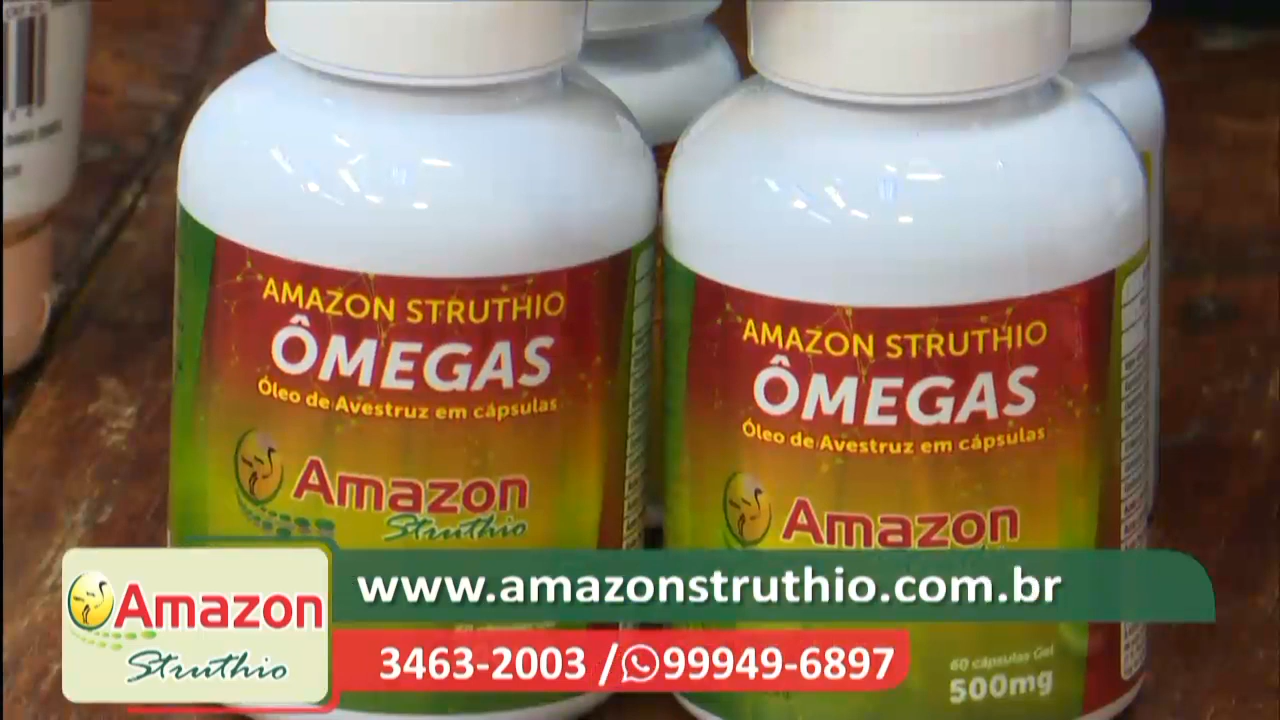 AMAZON STRUTHIO
ÔMEGAS
Óleo de Avestruz em cápsulas
Amazon
Struthio
AMAZON STRUTHIO
ÔMEGAS
Óleo de Avestruz em cápsulas
Amazon
60 cápsulas Gel
500mg
Amazon
Struthio
www.amazonstruthio.com.br
3463-2003 / 99949-6897